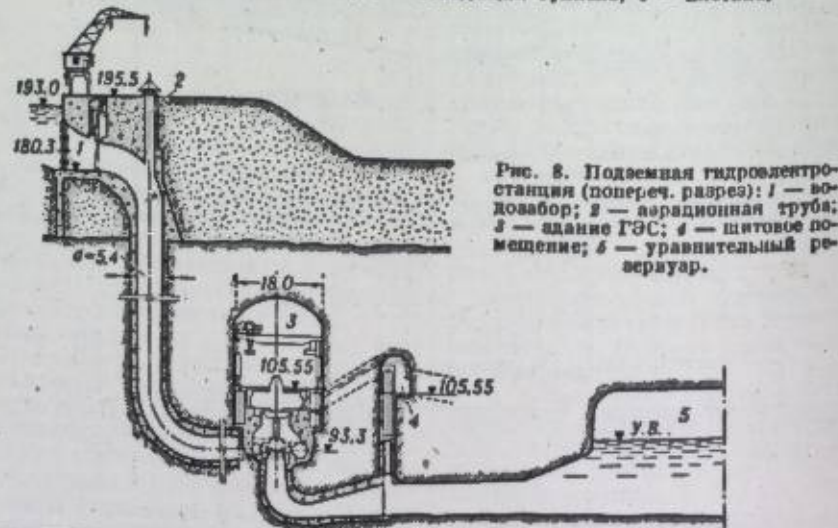 193.0
195.5 2
180.3 1
d=5.4
18.0
3
105.55
93.3
105.55
4
5
У.В.
Рис. 8. Подземная гидроэлектро-
станция (попереч. разрез): 1 — во-
дозабор; 2 — аэрационная труба;
3 — здание ГЭС; 4 — щитовое по-
мещение; 5 — уравнительный ре-
зервуар.